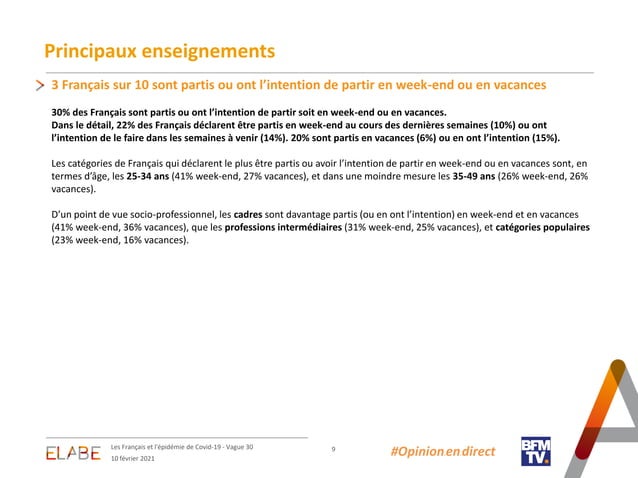 Principaux enseignements
3 Français sur 10 sont partis ou ont l’intention de partir en week-end ou en vacances
30% des Français sont partis ou ont l’intention de partir soit en week-end ou en vacances.
Dans le détail, 22% des Français déclarent être partis en week-end au cours des dernières semaines (10%) ou ont
l’intention de le faire dans les semaines à venir (14%). 20% sont partis en vacances (6%) ou en ont l’intention (15%).
Les catégories de Français qui déclarent le plus être partis ou avoir l’intention de partir en week-end ou en vacances sont, en
termes d’âge, les 25-34 ans (41% week-end, 27% vacances), et dans une moindre mesure les 35-49 ans (26% week-end, 26%
vacances).
D’un point de vue socio-professionnel, les cadres sont davantage partis (ou en ont l’intention) en week-end et en vacances
(41% week-end, 36% vacances), que les professions intermédiaires (31% week-end, 25% vacances), et catégories populaires
(23% week-end, 16% vacances).
ELABE
Les Français et l'épidémie de Covid-19 - Vague 30
10 février 2021
9
#Opinion en direct
BFM
TV.